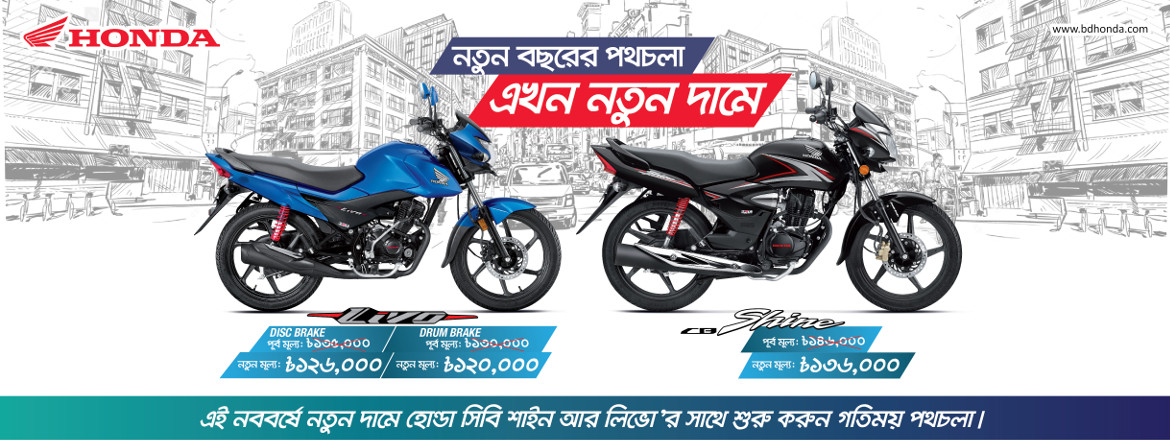 HONDA
www.bdhonda.com
নতুন বছরের পথচলা
এখন নতুন দামে
Livo
DISC BRAKE
পূর্ব মূল্য: ৳১৩৫,০০০
নতুন মূল্য: ৳১২৬,০০০
DRUM BRAKE
পূর্ব মূল্য: ৳১৩০,০০০
নতুন মূল্য: ৳১২০,০০০
CB Shine
পূর্ব মূল্য: ৳১৪৬,০০০
নতুন মূল্য: ৳১৩৬,০০০
এই নববর্ষে নতুন দামে হোন্ডা সিবি শাইন আর লিভো'র সাথে শুরু করুন গতিময় পথচলা।